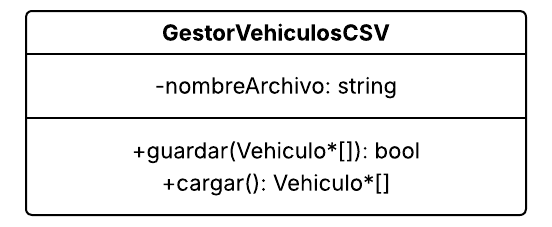 GestorVehiculosCSV
-nombreArchivo: string
+guardar(Vehiculo*[]): bool
+cargar(): Vehiculo*[]